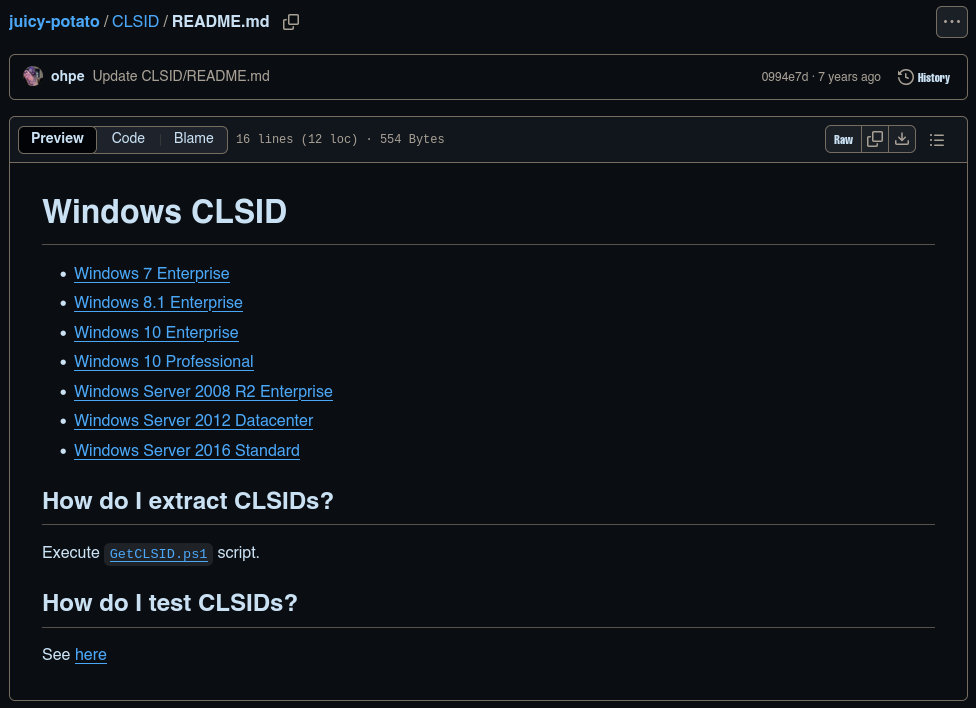 juicy-potato / CLSID / README.md
ohpe Update CLSID/README.md 0994e7d · 7 years ago History
Preview Code Blame 16 lines (12 loc) · 554 Bytes Raw
Windows CLSID
• Windows 7 Enterprise
• Windows 8.1 Enterprise
• Windows 10 Enterprise
• Windows 10 Professional
• Windows Server 2008 R2 Enterprise
• Windows Server 2012 Datacenter
• Windows Server 2016 Standard
How do I extract CLSIDs?
Execute GetCLSID.ps1 script.
How do I test CLSIDs?
See here